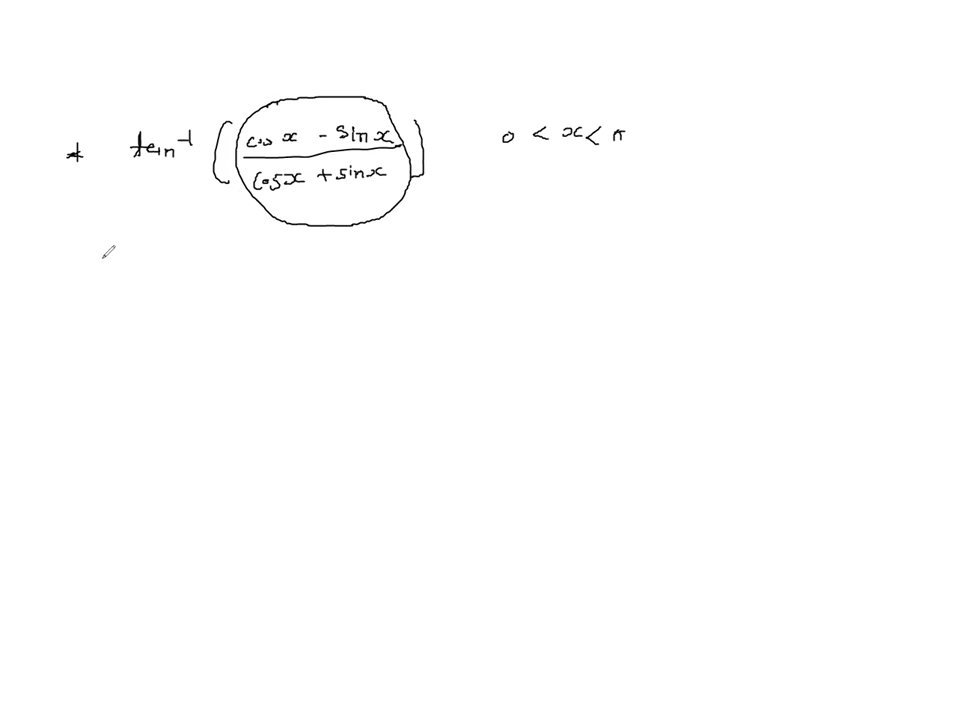 * tan⁻¹ ( (cos x - sin x) / (cos x + sin x) ) 0 < x < π